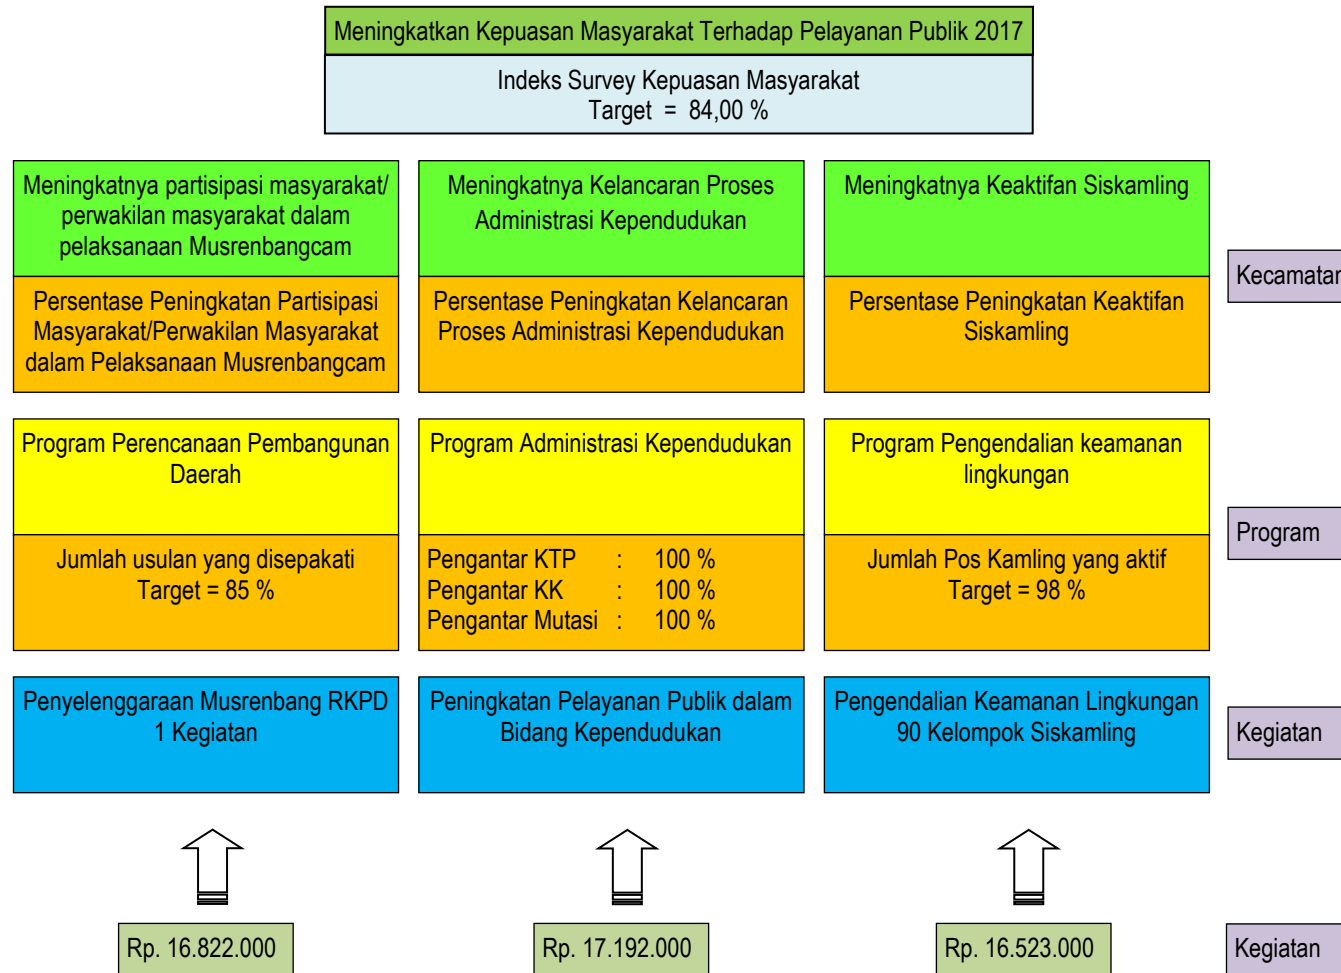 Meningkatkan Kepuasan Masyarakat Terhadap Pelayanan Publik 2017
Indeks Survey Kepuasan Masyarakat
Target = 84,00 %
Meningkatnya partisipasi masyarakat/
perwakilan masyarakat dalam
pelaksanaan Musrenbangcam
Meningkatnya Kelancaran Proses
Administrasi Kependudukan
Meningkatnya Keaktifan Siskamling
Kecamatan
Persentase Peningkatan Partisipasi
Masyarakat/Perwakilan Masyarakat
dalam Pelaksanaan Musrenbangcam
Persentase Peningkatan Kelancaran
Proses Administrasi Kependudukan
Persentase Peningkatan Keaktifan
Siskamling
Program Perencanaan Pembangunan
Daerah
Program Administrasi Kependudukan
Program Pengendalian keamanan
lingkungan
Program
Jumlah usulan yang disepakati
Target = 85 %
Pengantar KTP : 100 %
Pengantar KK : 100 %
Pengantar Mutasi : 100 %
Jumlah Pos Kamling yang aktif
Target = 98 %
Penyelenggaraan Musrenbang RKPD
1 Kegiatan
Peningkatan Pelayanan Publik dalam
Bidang Kependudukan
Pengendalian Keamanan Lingkungan
90 Kelompok Siskamling
Kegiatan
Rp. 16.822.000
Rp. 17.192.000
Rp. 16.523.000
Kegiatan